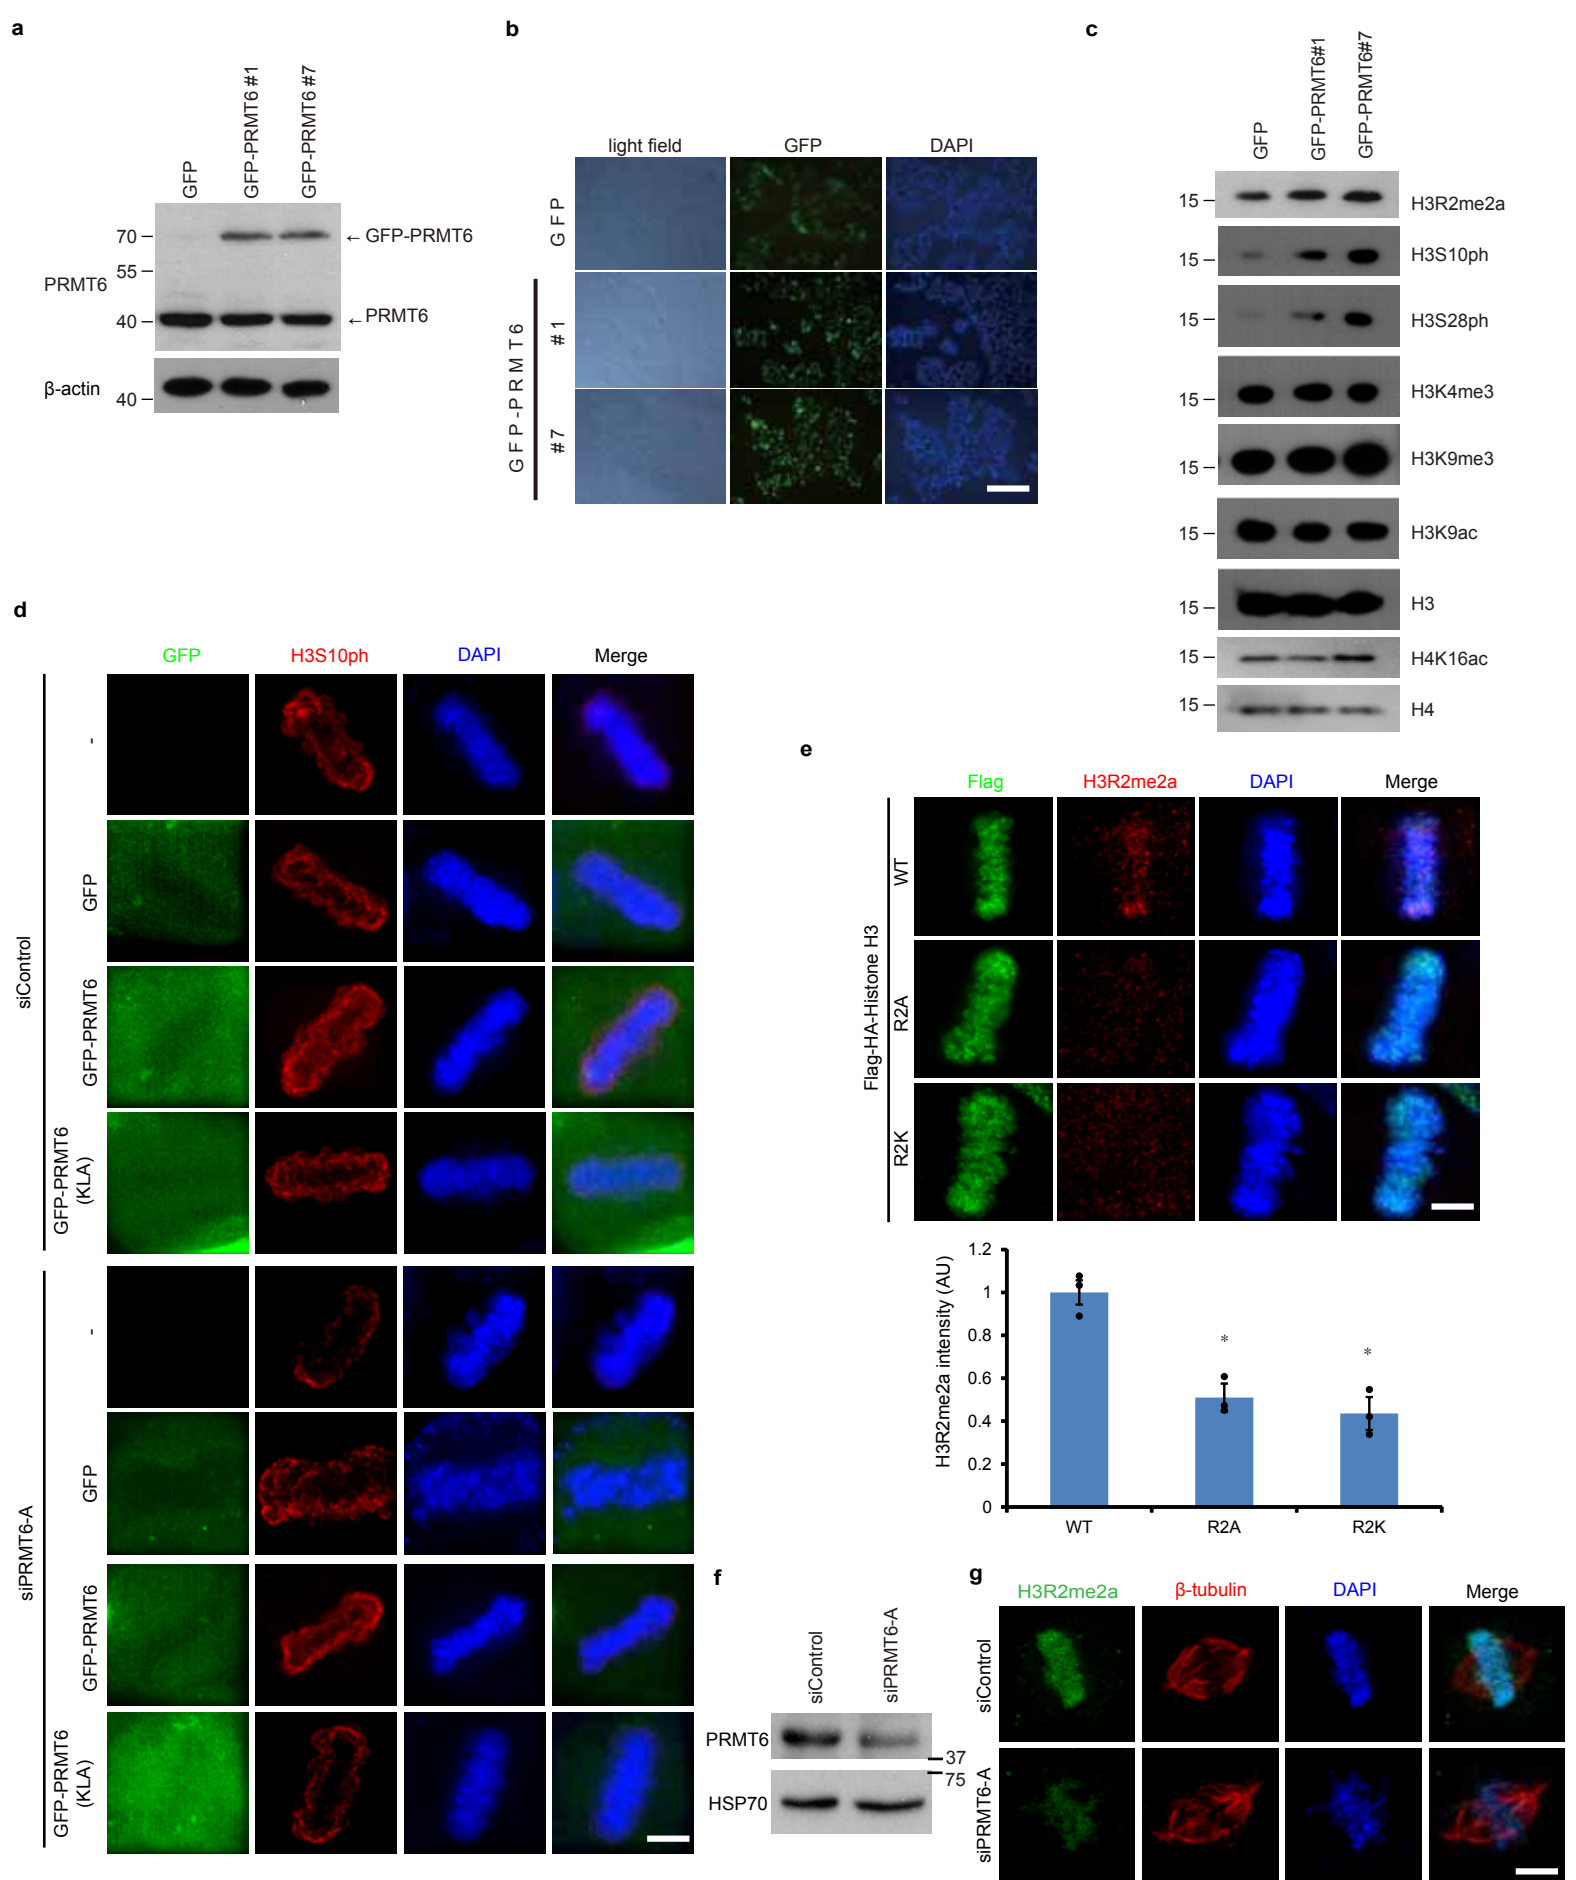 a
GFP
GFP-PRMT6 #1
GFP-PRMT6 #7
70
55
40
PRMT6
←GFP-PRMT6
←PRMT6
β-actin
40
b
light field
GFP
DAPI
GFP
GFP-PRMT6
#1
#7
c
GFP
GFP-PRMT6#1
GFP-PRMT6#7
15
H3R2me2a
15
H3S10ph
15
H3S28ph
15
H3K4me3
15
H3K9me3
15
H3K9ac
15
H3
15
H4K16ac
15
H4
d
GFP
H3S10ph
DAPI
Merge
siControl
-
GFP
GFP-PRMT6
GFP-PRMT6
(KLA)
siPRMT6-A
-
GFP
GFP-PRMT6
GFP-PRMT6
(KLA)
e
Flag
H3R2me2a
DAPI
Merge
Flag-HA-Histone H3
WT
R2A
R2K
H3R2me2a intensity (AU)
1.2
1
0.8
0.6
0.4
0.2
0
*
*
WT
R2A
R2K
f
siControl
siPRMT6-A
PRMT6
37
75
HSP70
g
H3R2me2a
β-tubulin
DAPI
Merge
siControl
siPRMT6-A